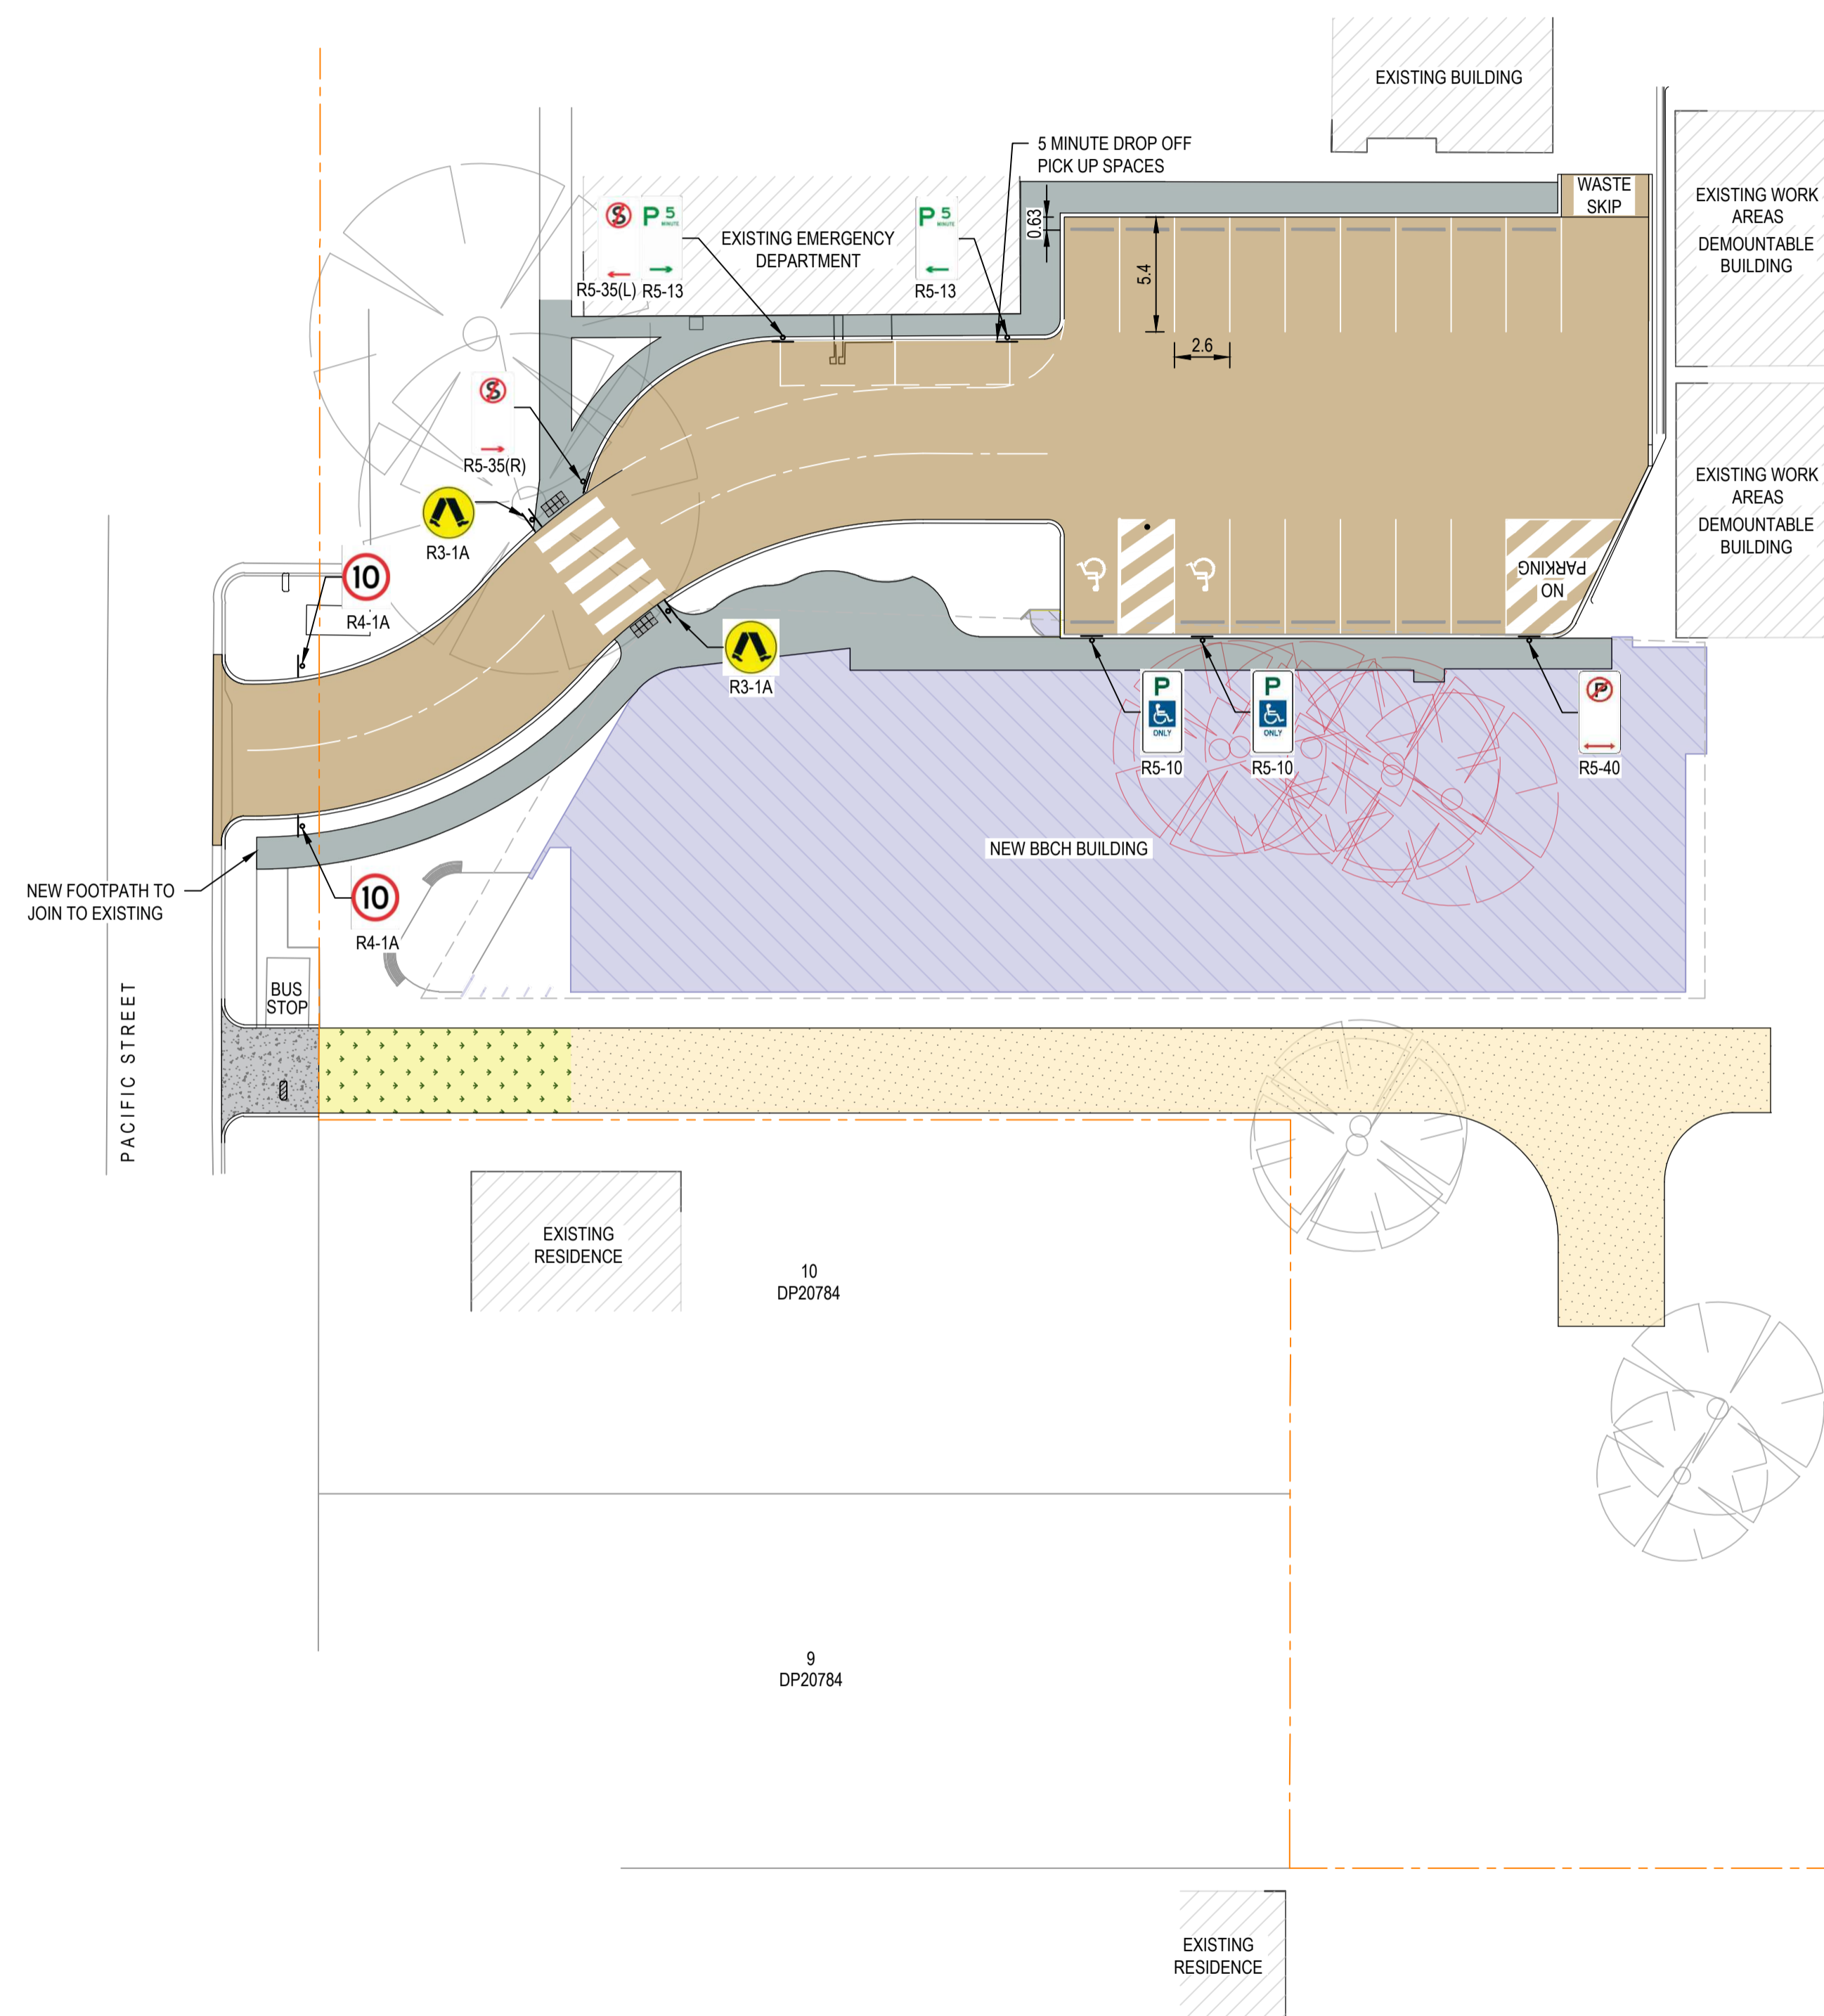 EXISTING BUILDING
5 MINUTE DROP OFF
PICK UP SPACES
WASTE
SKIP
EXISTING WORK
AREAS
DEMOUNTABLE
BUILDING
P 5
MINUTE
R5-35(L)
R5-13
EXISTING EMERGENCY
DEPARTMENT
P 5
MINUTE
R5-13
0.63
5.4
2.6
S
R5-35(R)
R3-1A
EXISTING WORK
AREAS
DEMOUNTABLE
BUILDING
NO
PARKING
10
R4-1A
R3-1A
P
ONLY
R5-10
P
ONLY
R5-10
P
R5-40
NEW BBCH BUILDING
NEW FOOTPATH TO
JOIN TO EXISTING
10
R4-1A
BUS
STOP
PACIFIC STREET
EXISTING
RESIDENCE
10
DP20784
9
DP20784
EXISTING
RESIDENCE